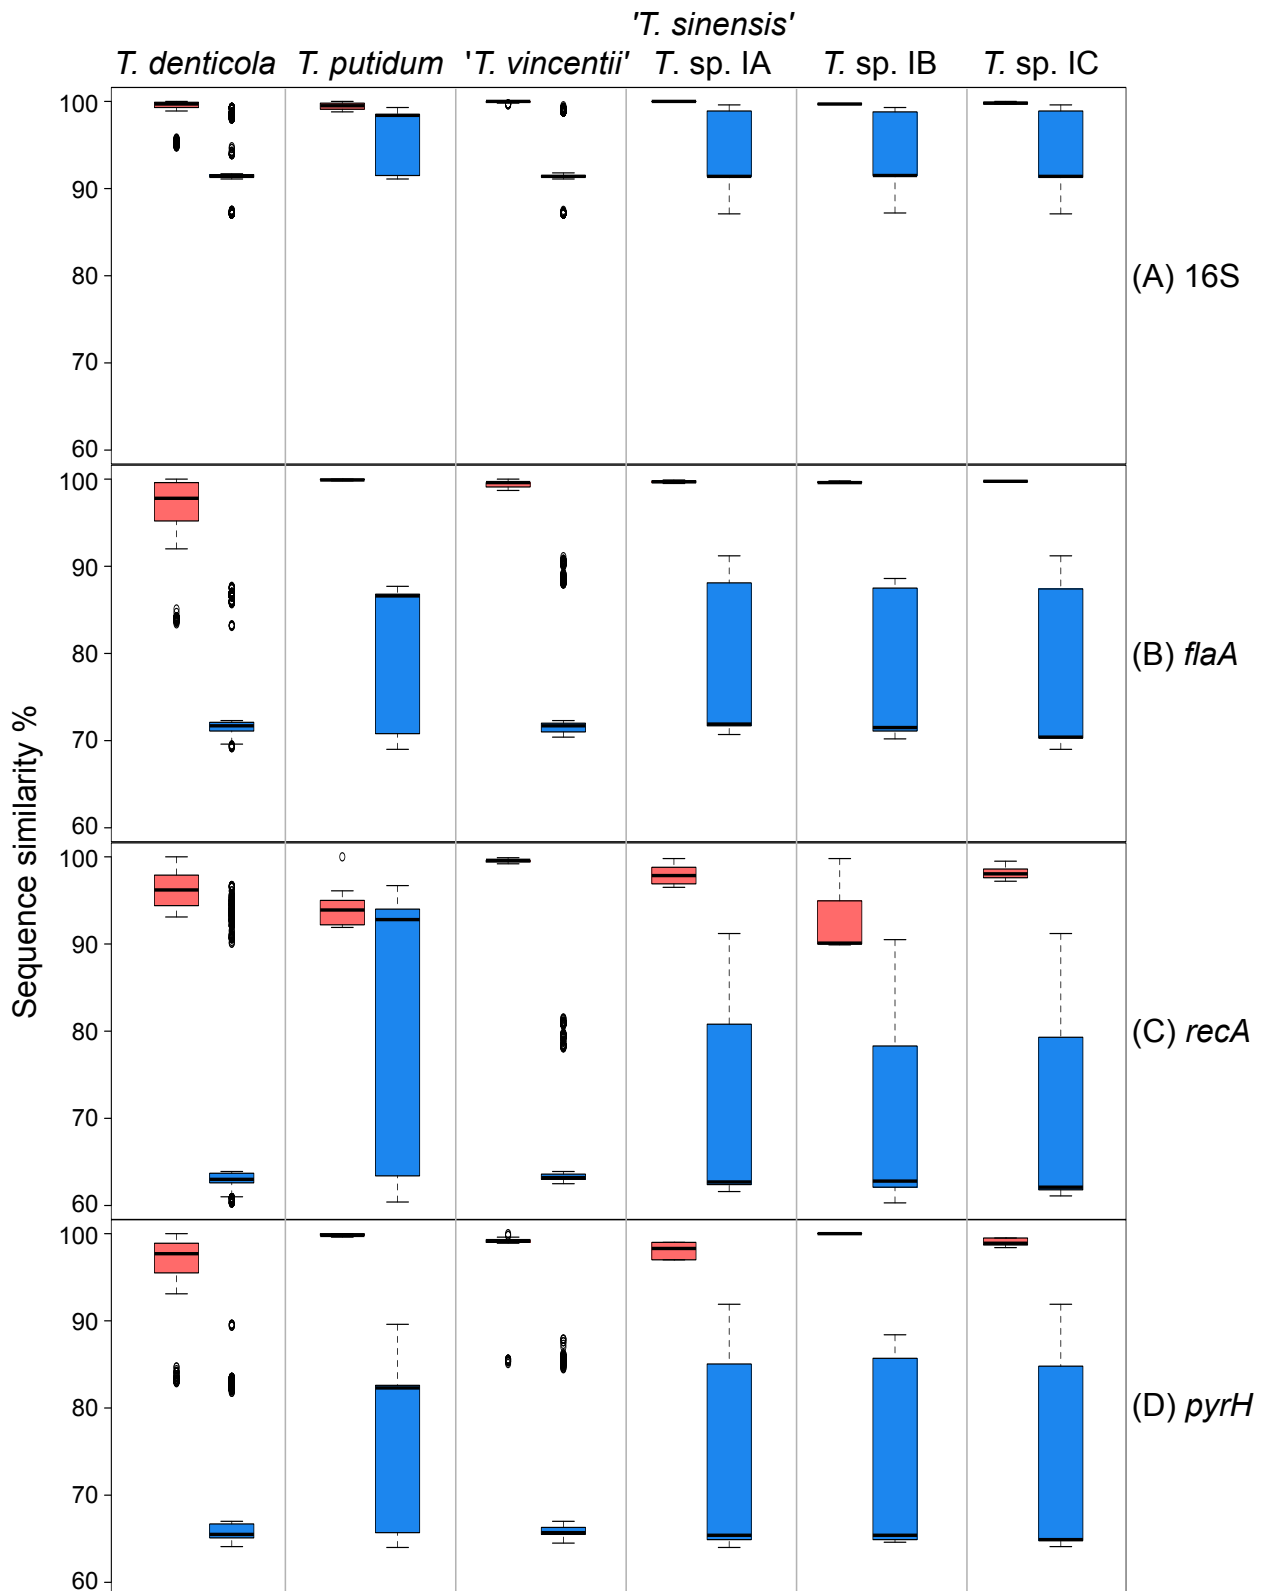 'T. sinensis'
T. denticola T. putidum 'T. vincentii' T. sp. IA T. sp. IB T. sp. IC
100
90
80
70
60
(A) 16S
100
90
80
70
60
(B) flaA
Sequence similarity %
100
90
80
70
60
(C) recA
100
90
80
70
60
(D) pyrH